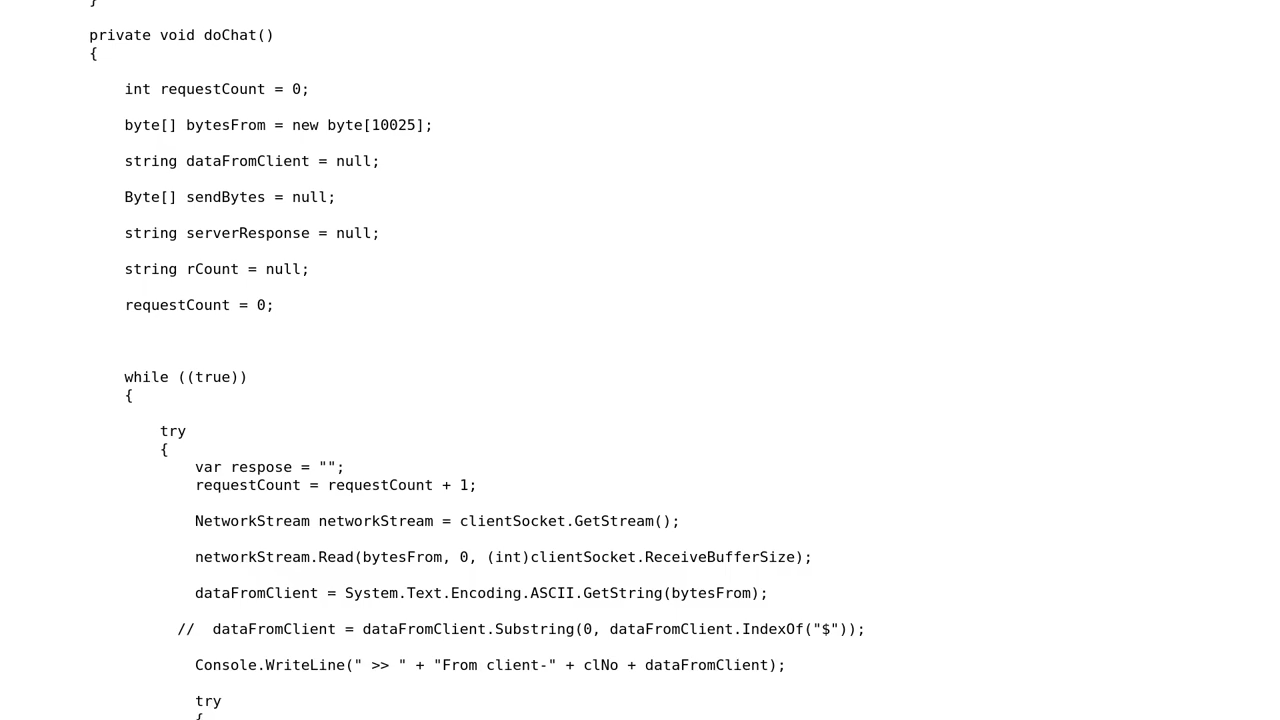 }
private void doChat()
{
int requestCount = 0;
byte[] bytesFrom = new byte[10025];
string dataFromClient = null;
Byte[] sendBytes = null;
string serverResponse = null;
string rCount = null;
requestCount = 0;
while ((true))
{
try
{
var respose = "";
requestCount = requestCount + 1;
NetworkStream networkStream = clientSocket.GetStream();
networkStream.Read(bytesFrom, 0, (int)clientSocket.ReceiveBufferSize);
dataFromClient = System.Text.Encoding.ASCII.GetString(bytesFrom);
//  dataFromClient = dataFromClient.Substring(0, dataFromClient.IndexOf("$"));
Console.WriteLine(" >> " + "From client-" + clNo + dataFromClient);
try
{